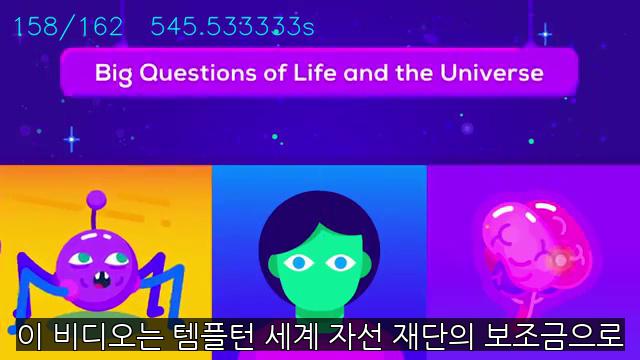 158/162 545.533333s
Big Questions of Life and the Universe
이 비디오는 템플턴 세계 자선 재단의 보조금으로